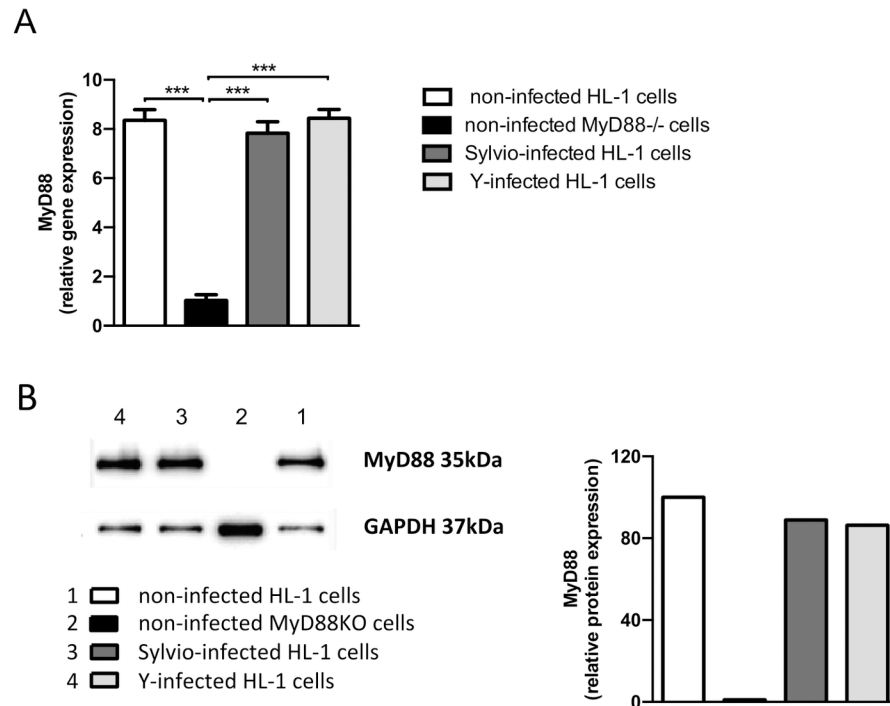 A
***
*** ***
10
8
6
4
2
0
MyD88
(relative gene expression)
non-infected HL-1 cells
non-infected MyD88-/- cells
Sylvio-infected HL-1 cells
Y-infected HL-1 cells
B
4 3 2 1
MyD88 35kDa
GAPDH 37kDa
1 non-infected HL-1 cells
2 non-infected MyD88KO cells
3 Sylvio-infected HL-1 cells
4 Y-infected HL-1 cells
120
80
40
0
MyD88
(relative protein expression)